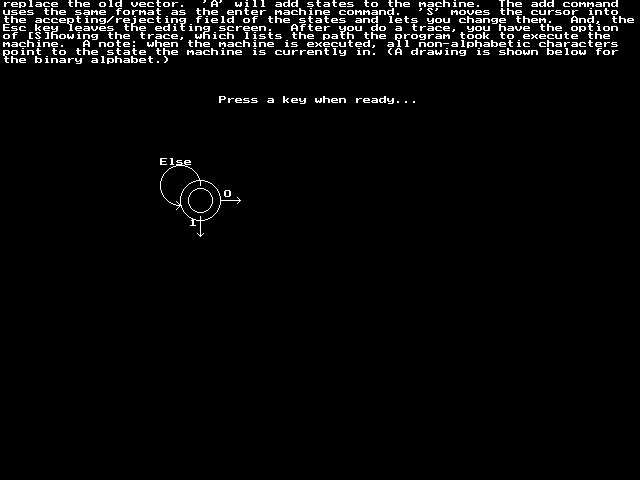 replace the old vector.  'A' will add states to the machine.  The add command
uses the same format as the enter machine command.  'S' moves the cursor into
the accepting/rejecting field of the states and lets you change them.  And, the
Esc key leaves the editing screen.  After you do a trace, you have the option
of [S]howing the trace, which lists the path the program took to execute the
machine.  A note: when the machine is executed, all non-alphabetic characters
point to the state the machine is currently in. (A drawing is shown below for
the binary alphabet.)
Press a key when ready...
Else
0
1